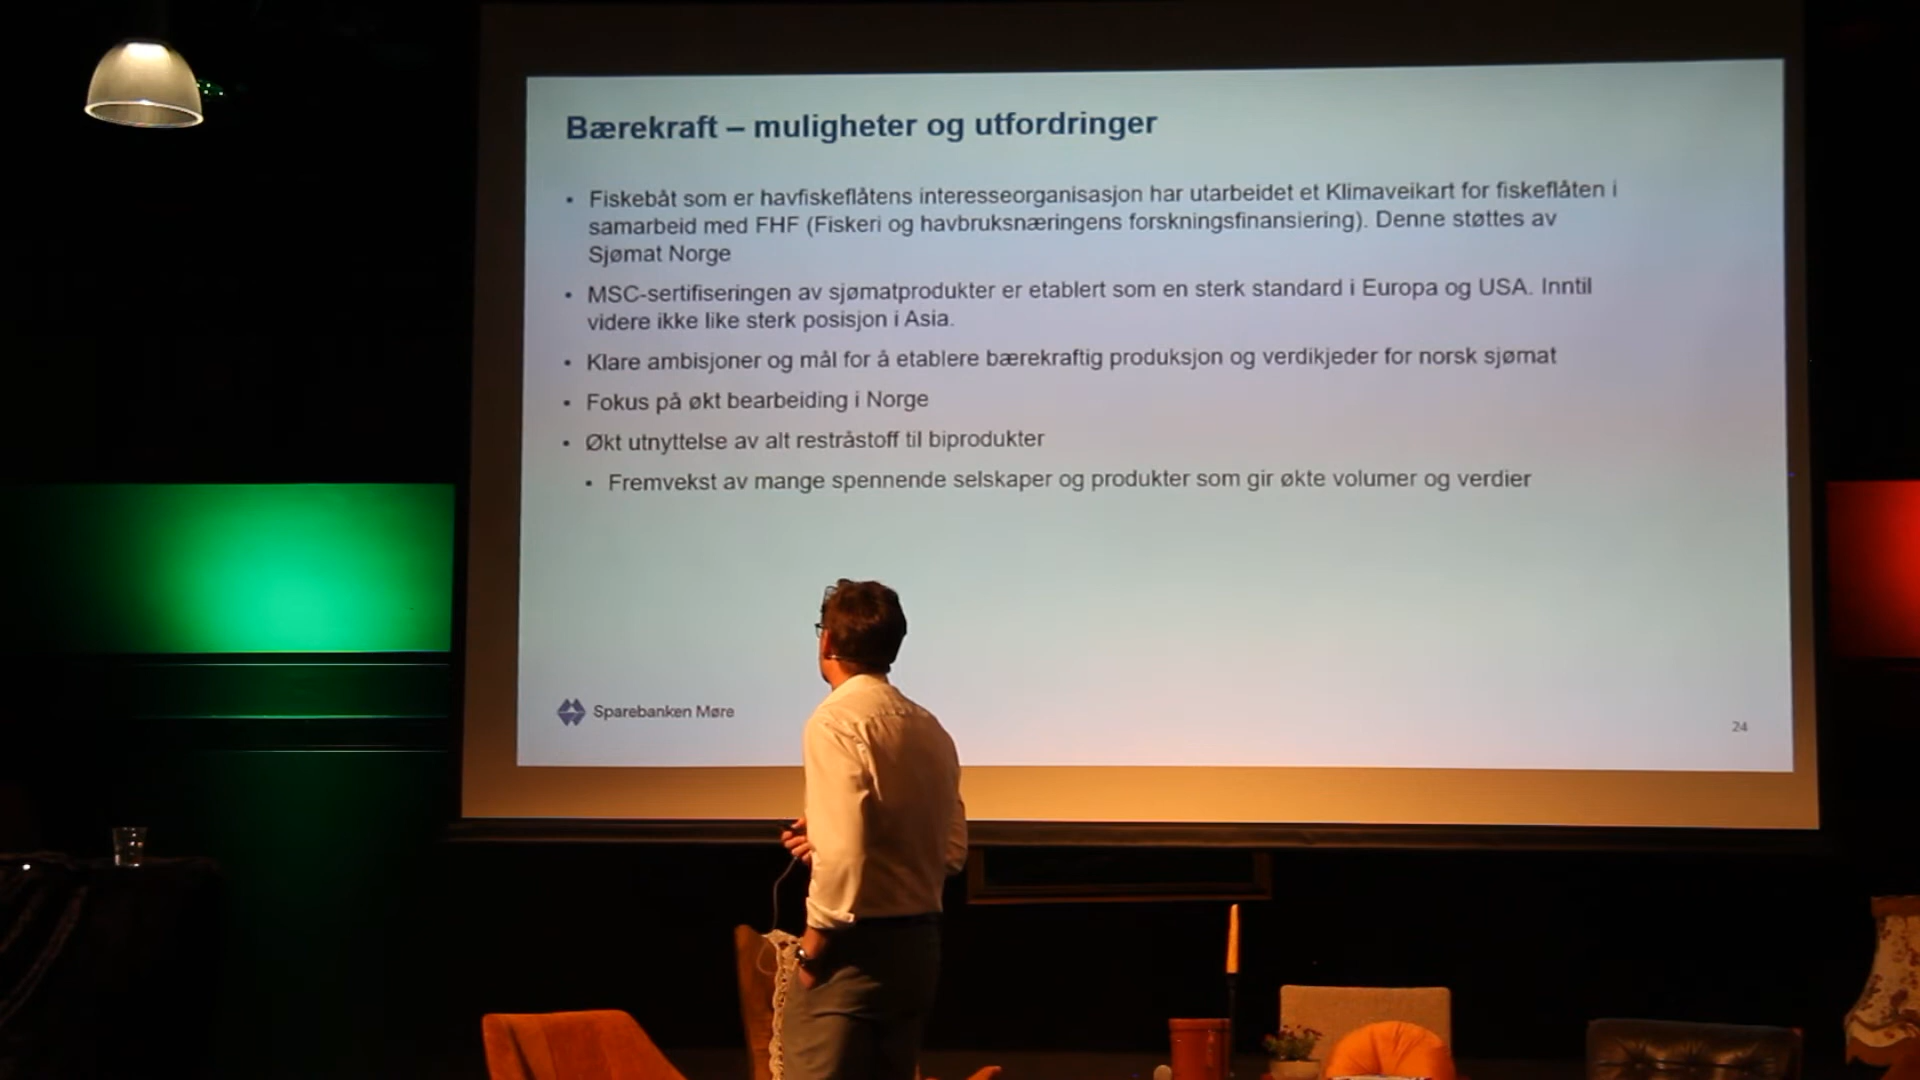 Bærekraft – muligheter og utfordringer
• Fiskebåt som er havfiskeflåtens interesseorganisasjon har utarbeidet et Klimaveikart for fiskeflåten i
samarbeid med FHF (Fiskeri og havbruksnæringens forskningsfinansiering). Denne støttes av
Sjømat Norge
• MSC-sertifiseringen av sjømatprodukter er etablert som en sterk standard i Europa og USA. Inntil
videre ikke like sterk posisjon i Asia.
• Klare ambisjoner og mål for å etablere bærekraftig produksjon og verdikjeder for norsk sjømat
• Fokus på økt bearbeiding i Norge
• Økt utnyttelse av alt restråstoff til biprodukter
• Fremvekst av mange spennende selskaper og produkter som gir økte volumer og verdier
Sparebanken Møre
24